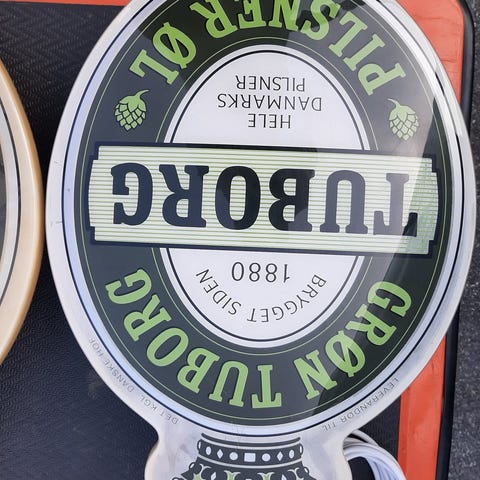 LEVERANDØR TIL
DET KGL. DANSKE HOF
GRØN TUBORG
BRYGGET SIDEN
1880
TUBORG
HELE
DANMARKS
PILSNER
PILSNER ØL